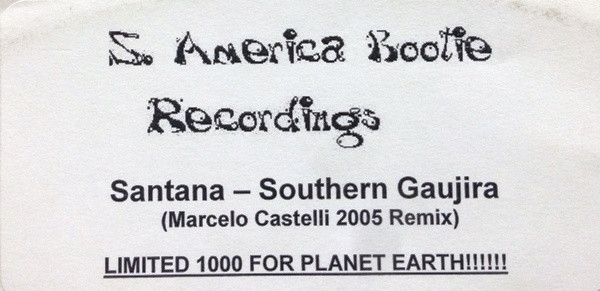 S. America Bootie
Recordings
Santana – Southern Gaujira
(Marcelo Castelli 2005 Remix)
LIMITED 1000 FOR PLANET EARTH!!!!!!